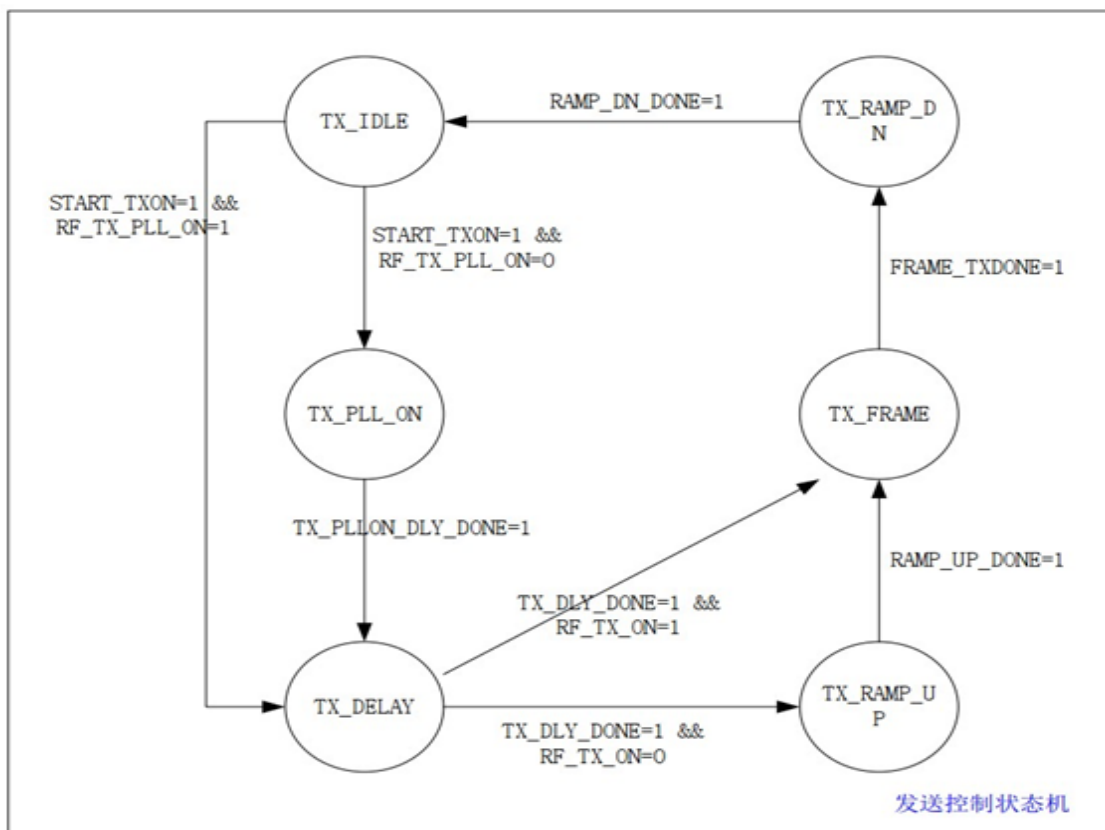 RAMP_DN_DONE=1
TX_IDLE
TX_RAMP_D
N
START_TXON=1 &&
RF_TX_PLL_ON=1
START_TXON=1 &&
RF_TX_PLL_ON=0
FRAME_TXDONE=1
TX_PLL_ON
TX_FRAME
TX_PLLON_DLY_DONE=1
RAMP_UP_DONE=1
TX_DLY_DONE=1 &&
RF_TX_ON=1
TX_DELAY
TX_RAMP_U
P
TX_DLY_DONE=1 &&
RF_TX_ON=0
发送控制状态机